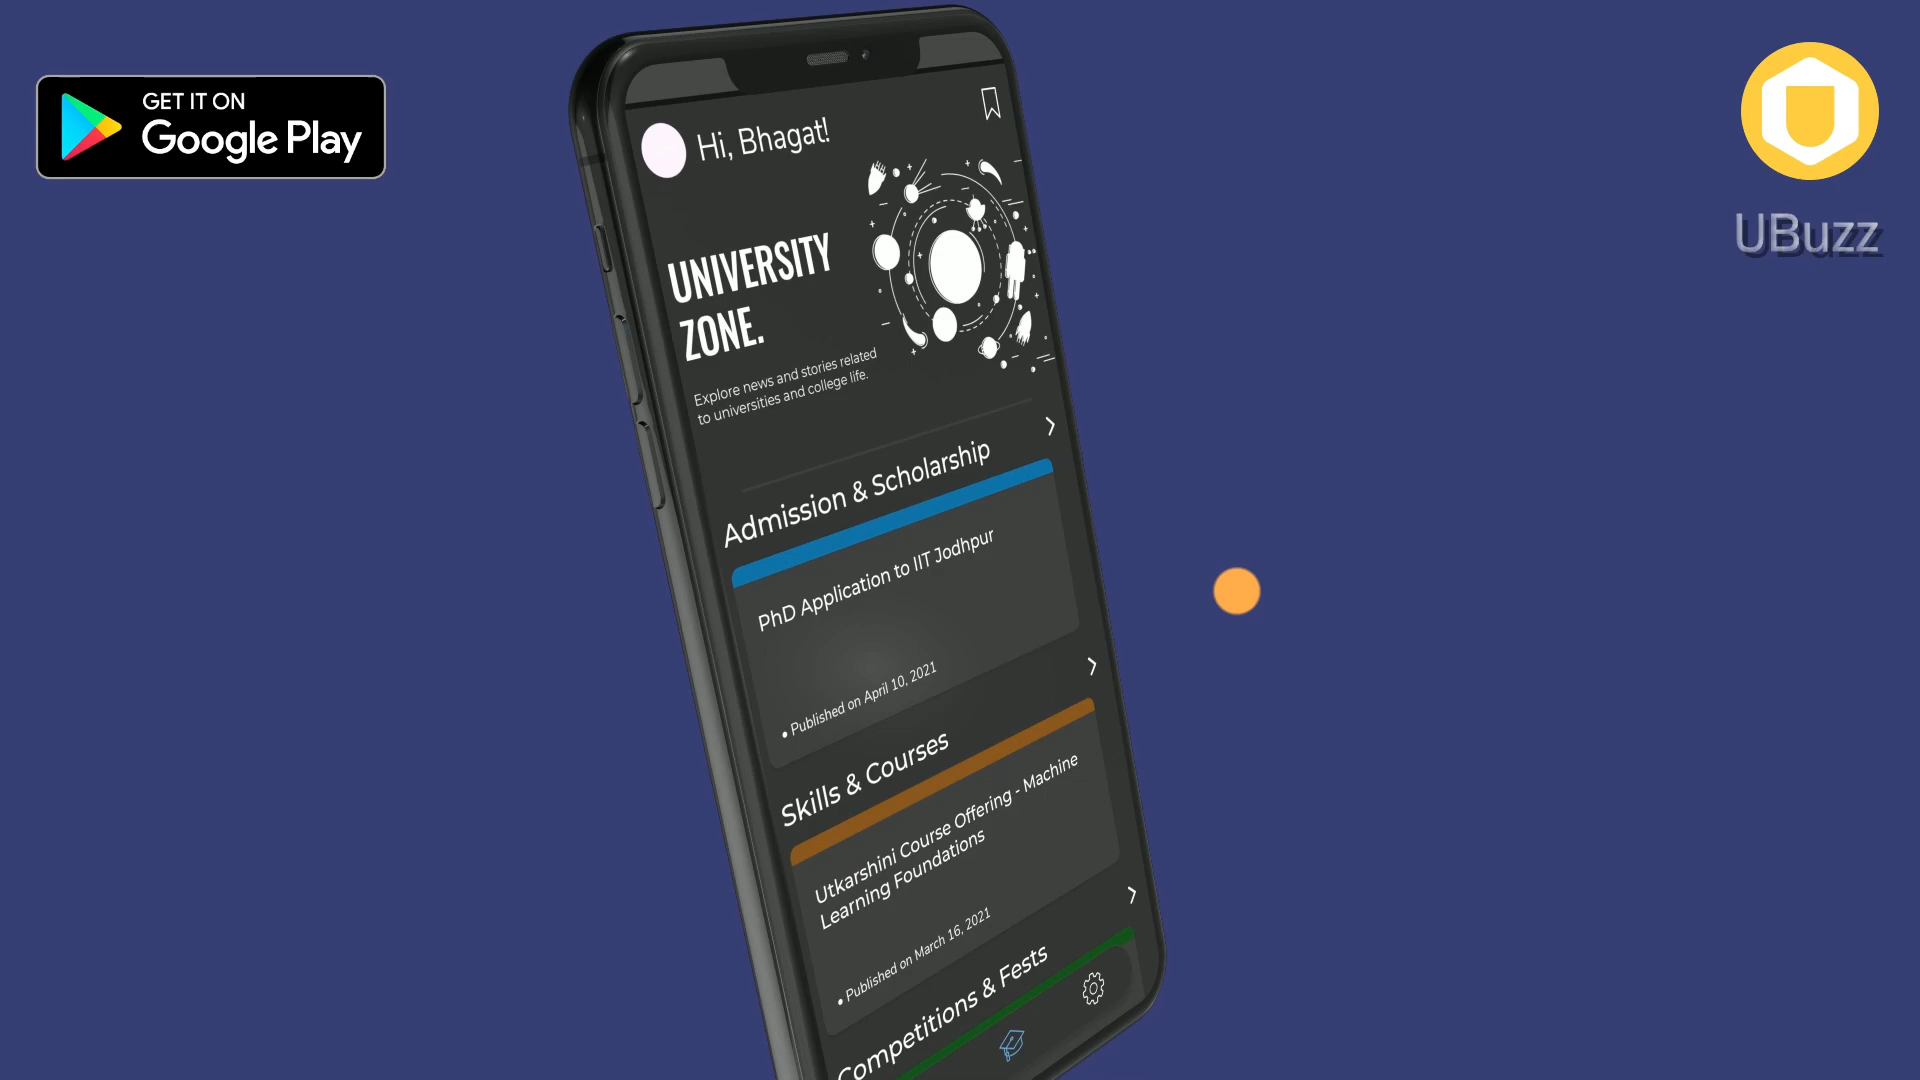 GET IT ON
Google Play
UBuzz
Hi, Bhagat!
UNIVERSITY
ZONE.
Explore news and stories related
to universities and college life.
Admission & Scholarship
PhD Application to IIT Jodhpur
• Published on April 10, 2021
Skills & Courses
Utkarshini Course Offering - Machine
Learning Foundations
• Published on March 16, 2021
Competitions & Fests